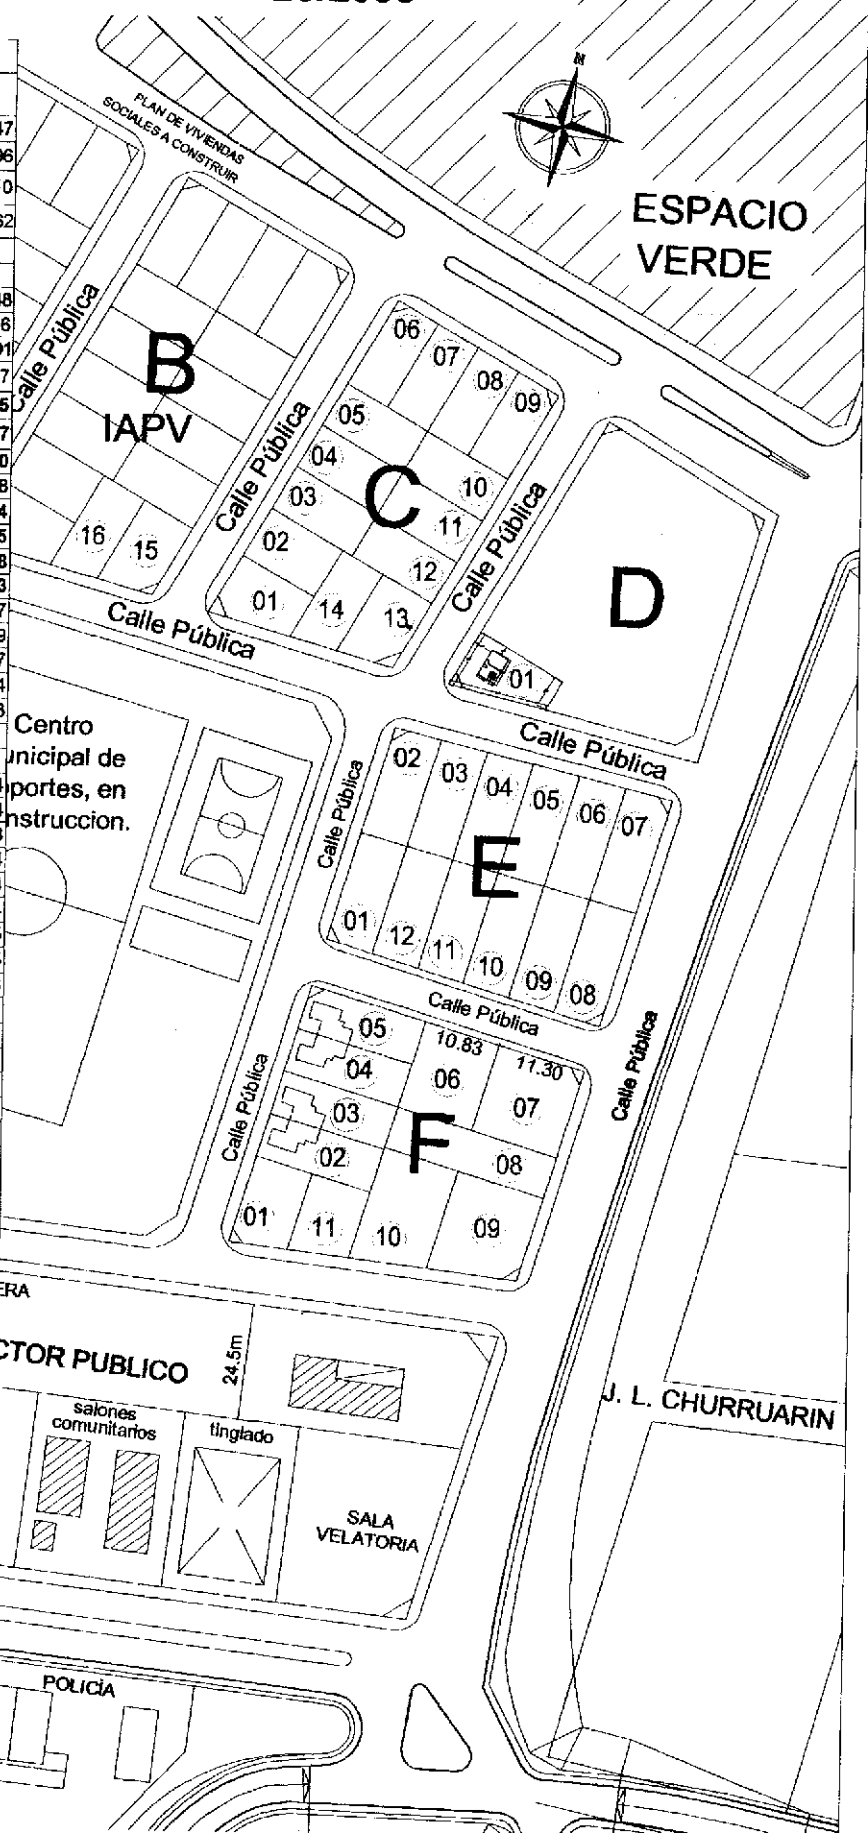 N
PLAN DE VIVIENDAS
SOCIALES A CONSTRUIR
ESPACIO
VERDE
Calle Pública
B
IAPV
16
15
Calle Pública
06
07
08
09
05
04
03
02
01
C
10
11
12
14
13
Calle Pública
D
01
Calle Pública
Calle Pública
Centro
unicipal de
portes, en
nstruccion.
Calle Pública
02
03
04
05
06
07
E
01
12
11
10
09
08
Calle Pública
Calle Pública
Calle Pública
05
10.83
11.30
04
06
07
03
F
02
08
01
11
10
09
ERA
CTOR PUBLICO
24.5m
salones
comunitarios
tinglado
SALA
VELATORIA
J. L. CHURRUARIN
POLICÍA